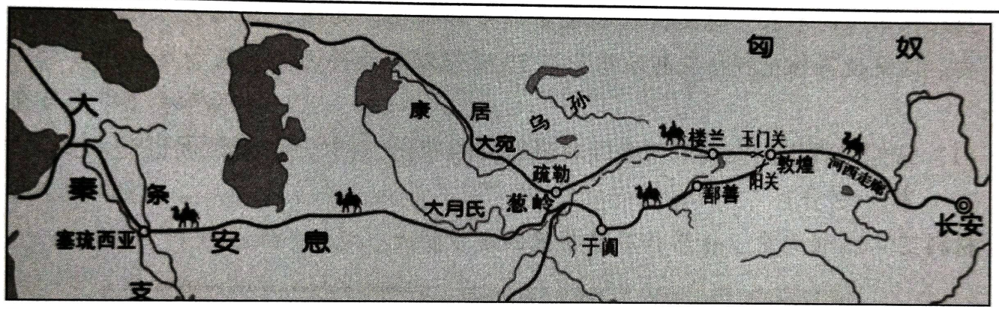 匈奴
大秦
康居
乌孙
大宛
楼兰
玉门关
敦煌
河西走廊
疏勒
条支
大月氏
葱岭
鄯善
阳关
塞琉西亚
安息
于阗
长安